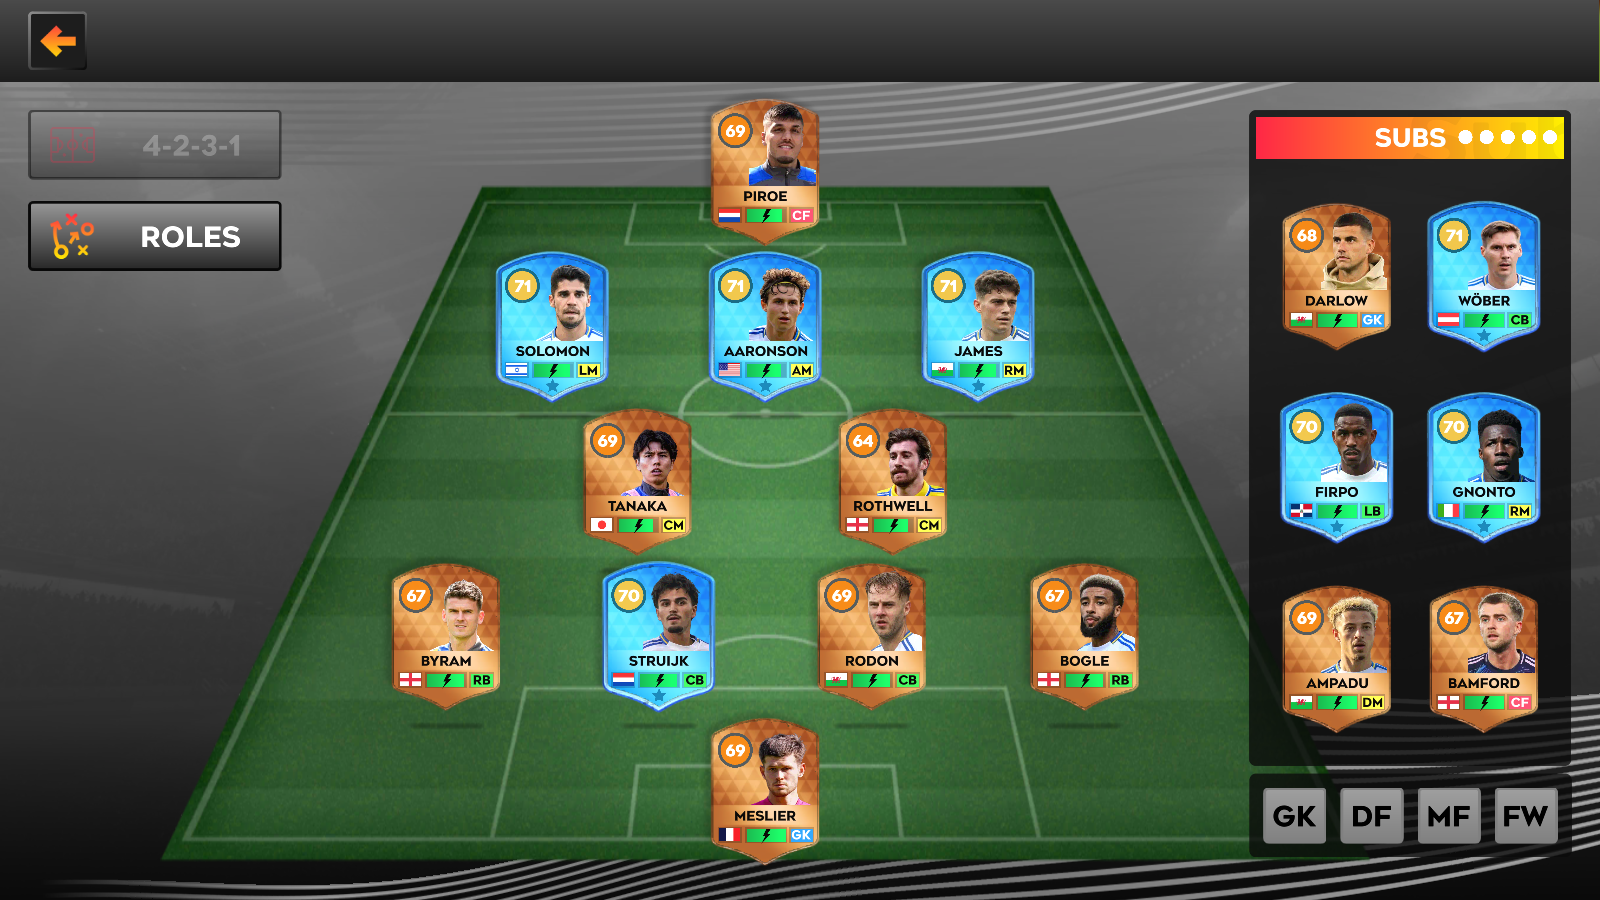 4-2-3-1
ROLES
69
PIROE
CF
71
SOLOMON
LM
71
AARONSON
AM
71
JAMES
RM
69
TANAKA
CM
64
ROTHWELL
CM
67
BYRAM
RB
70
STRUIJK
CB
69
RODON
CB
67
BOGLE
RB
69
MESLIER
GK
SUBS
68
DARLOW
GK
71
WÖBER
CB
70
FIRPO
LB
70
GNONTO
RM
69
AMPADU
DM
67
BAMFORD
CF
GK DF MF FW